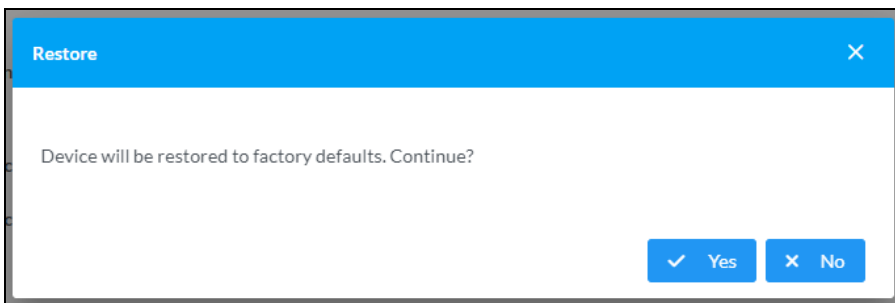 Restore
Device will be restored to factory defaults. Continue?
Yes
No